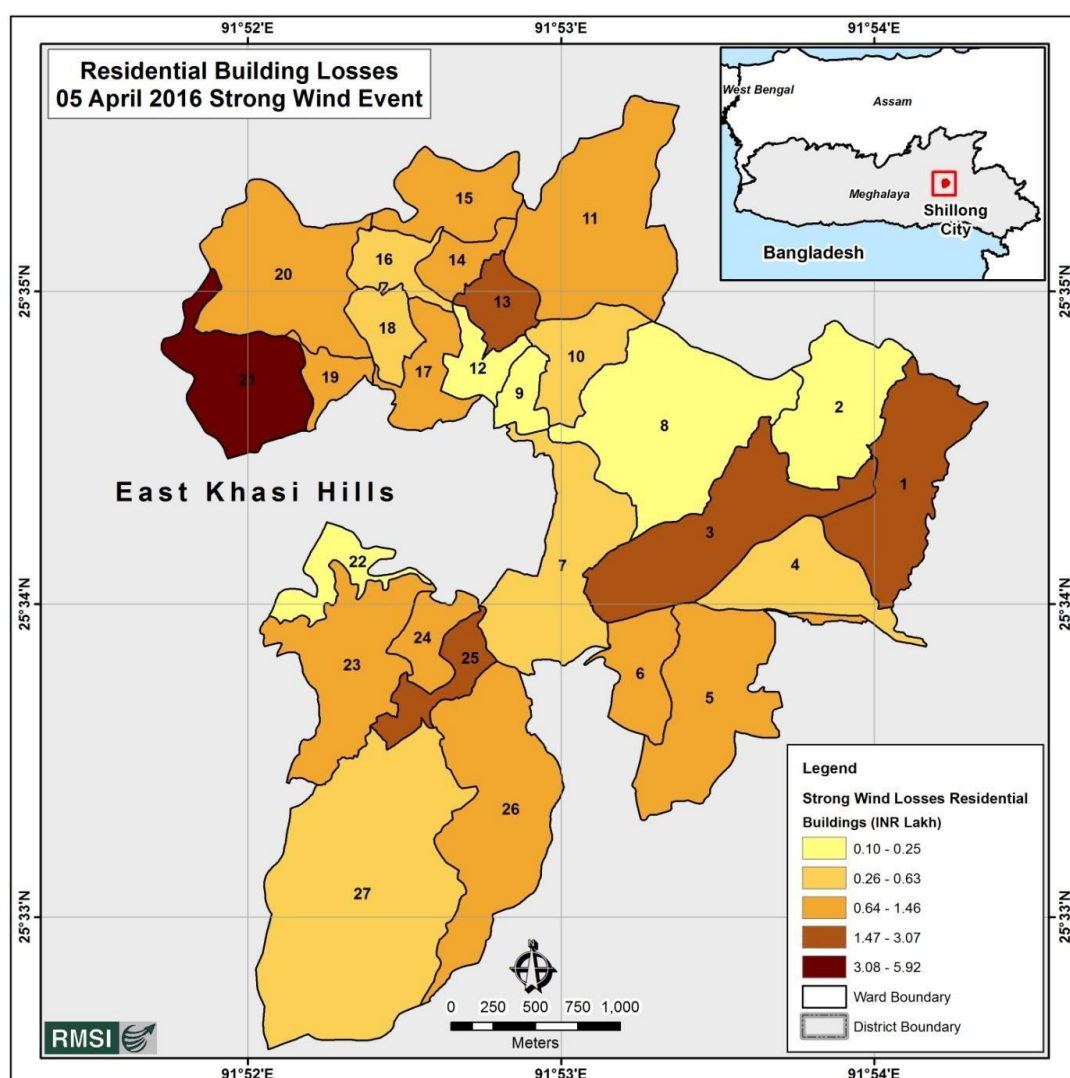 91°52'E 91°53'E 91°54'E
Residential Building Losses
05 April 2016 Strong Wind Event
West Bengal
Assam
Meghalaya
Shillong
City
Bangladesh
25°35'N 25°35'N
15
11
16
14
20
13
18
10
21
19
17
12
9
2
8
1
East Khasi Hills
3
22
7
4
25°34'N 25°34'N
24
25
23
6
5
26
27
Legend
Strong Wind Losses Residential
Buildings (INR Lakh)
0.10 - 0.25
0.26 - 0.63
0.64 - 1.46
1.47 - 3.07
3.08 - 5.92
Ward Boundary
District Boundary
25°33'N 25°33'N
N
0 250 500 750 1,000
Meters
RMSI
91°52'E 91°53'E 91°54'E